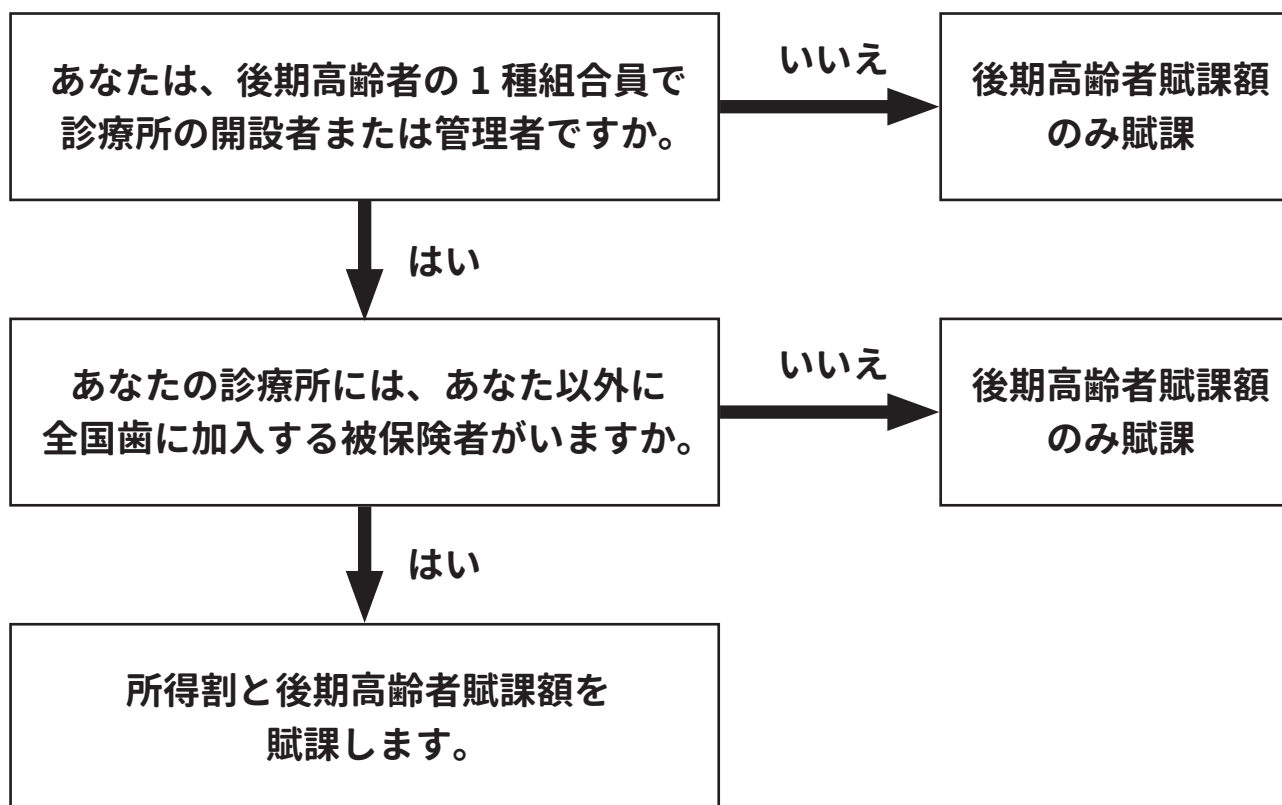 あなたは、後期高齢者の1種組合員で
診療所の開設者または管理者ですか。
いいえ
後期高齢者賦課額
のみ賦課
はい
あなたの診療所には、あなた以外に
全国歯に加入する被保険者がいますか。
いいえ
後期高齢者賦課額
のみ賦課
はい
所得割と後期高齢者賦課額を
賦課します。